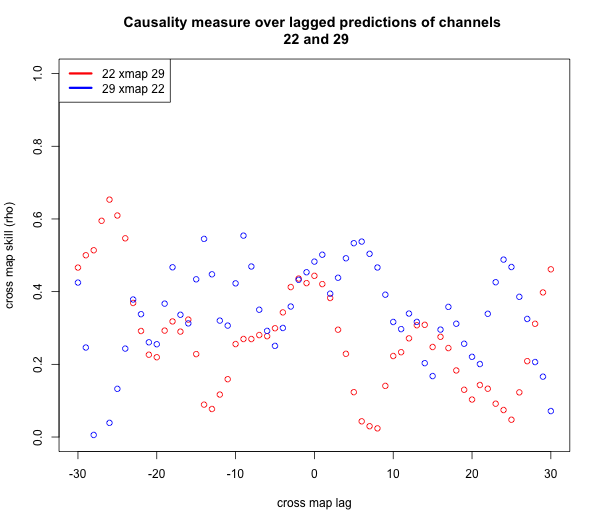 Causality measure over lagged predictions of channels
22 and 29
22 xmap 29
29 xmap 22
cross map skill (rho)
1.0
0.8
0.6
0.4
0.2
0.0
-30 -20 -10 0 10 20 30
cross map lag